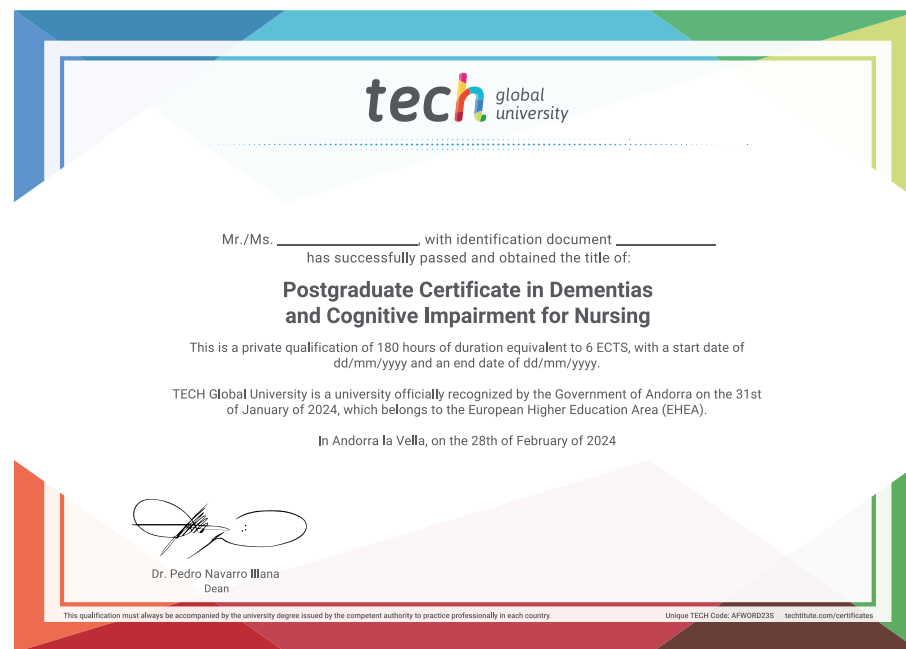 tech global
university
Mr./Ms. ____________________, with identification document ______________
has successfully passed and obtained the title of:
Postgraduate Certificate in Dementias
and Cognitive Impairment for Nursing
This is a private qualification of 180 hours of duration equivalent to 6 ECTS, with a start date of
dd/mm/yyyy and an end date of dd/mm/yyyy.
TECH Global University is a university officially recognized by the Government of Andorra on the 31st
of January of 2024, which belongs to the European Higher Education Area (EHEA).
In Andorra la Vella, on the 28th of February of 2024
Dr. Pedro Navarro Illana
Dean
This qualification must always be accompanied by the university degree issued by the competent authority to practice professionally in each country.
Unique TECH Code: AFWORD23S techtitute.com/certificates